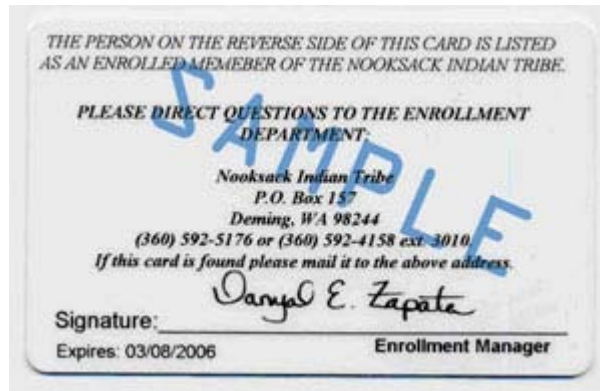 THE PERSON ON THE REVERSE SIDE OF THIS CARD IS LISTED
AS AN ENROLLED MEMEBER OF THE NOOKSACK INDIAN TRIBE.
PLEASE DIRECT QUESTIONS TO THE ENROLLMENT
DEPARTMENT:
Nooksack Indian Tribe
P.O. Box 157
Deming, WA 98244
(360) 592-5176 or (360) 592-4158 ext. 3010
If this card is found please mail it to the above address.
Danyal E. Zapata
Signature:
Expires: 03/08/2006 Enrollment Manager
SAMPLE